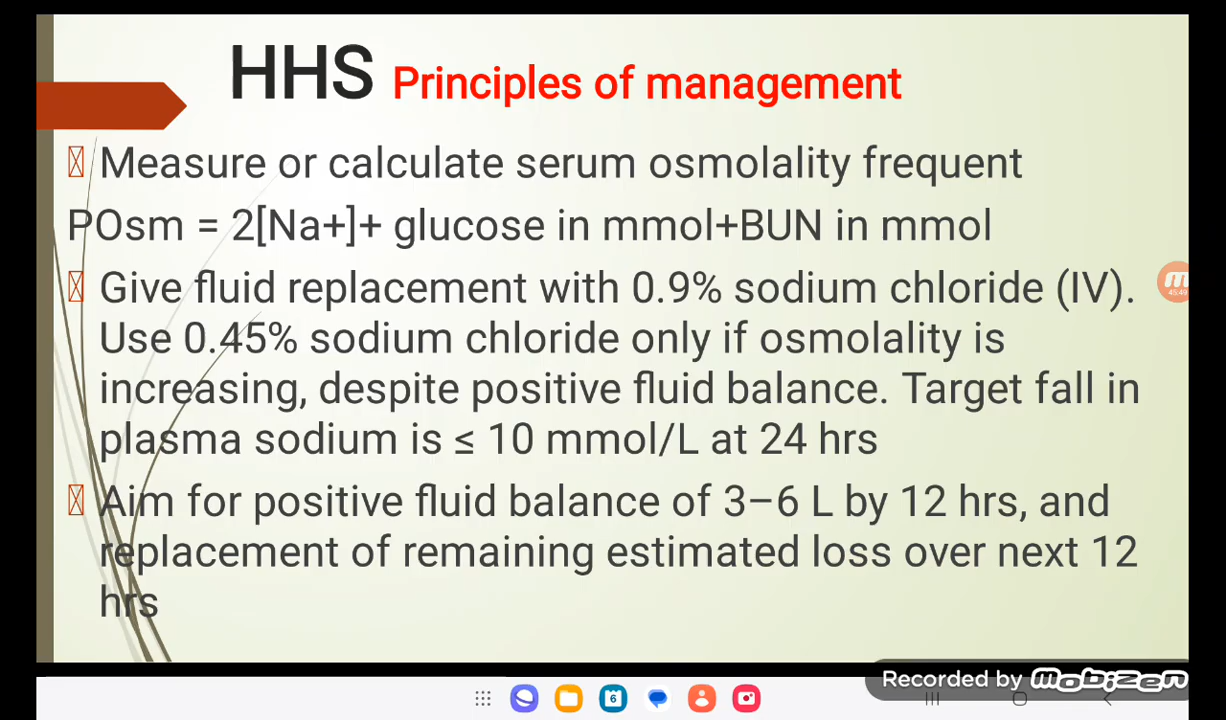 HHS Principles of management
Measure or calculate serum osmolality frequent
POsm = 2[Na+]+ glucose in mmol+BUN in mmol
Give fluid replacement with 0.9% sodium chloride (IV).
Use 0.45% sodium chloride only if osmolality is
increasing, despite positive fluid balance. Target fall in
plasma sodium is ≤ 10 mmol/L at 24 hrs
Aim for positive fluid balance of 3–6 L by 12 hrs, and
replacement of remaining estimated loss over next 12
hrs
45:49
Recorded by mobizen
6